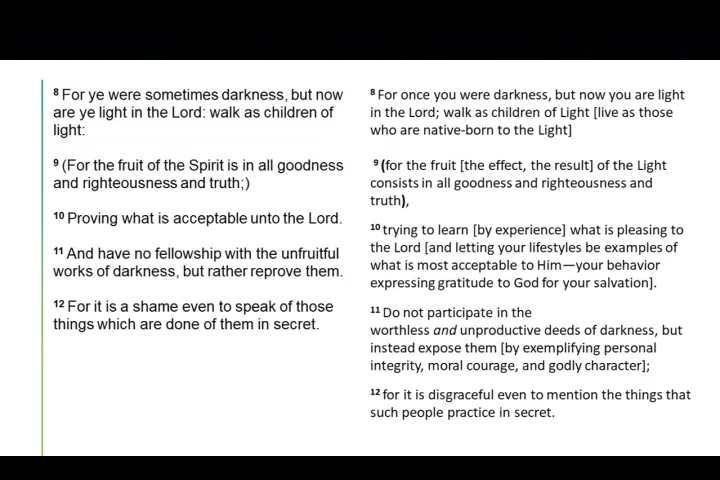 ⁸ For ye were sometimes darkness, but now
are ye light in the Lord: walk as children of
light:
⁹ (For the fruit of the Spirit is in all goodness
and righteousness and truth;)
¹⁰ Proving what is acceptable unto the Lord.
¹¹ And have no fellowship with the unfruitful
works of darkness, but rather reprove them.
¹² For it is a shame even to speak of those
things which are done of them in secret.
⁸ For once you were darkness, but now you are light
in the Lord; walk as children of Light [live as those
who are native-born to the Light]
⁹ (for the fruit [the effect, the result] of the Light
consists in all goodness and righteousness and
truth),
¹⁰ trying to learn [by experience] what is pleasing to
the Lord [and letting your lifestyles be examples of
what is most acceptable to Him—your behavior
expressing gratitude to God for your salvation].
¹¹ Do not participate in the
worthless and unproductive deeds of darkness, but
instead expose them [by exemplifying personal
integrity, moral courage, and godly character];
¹² for it is disgraceful even to mention the things that
such people practice in secret.